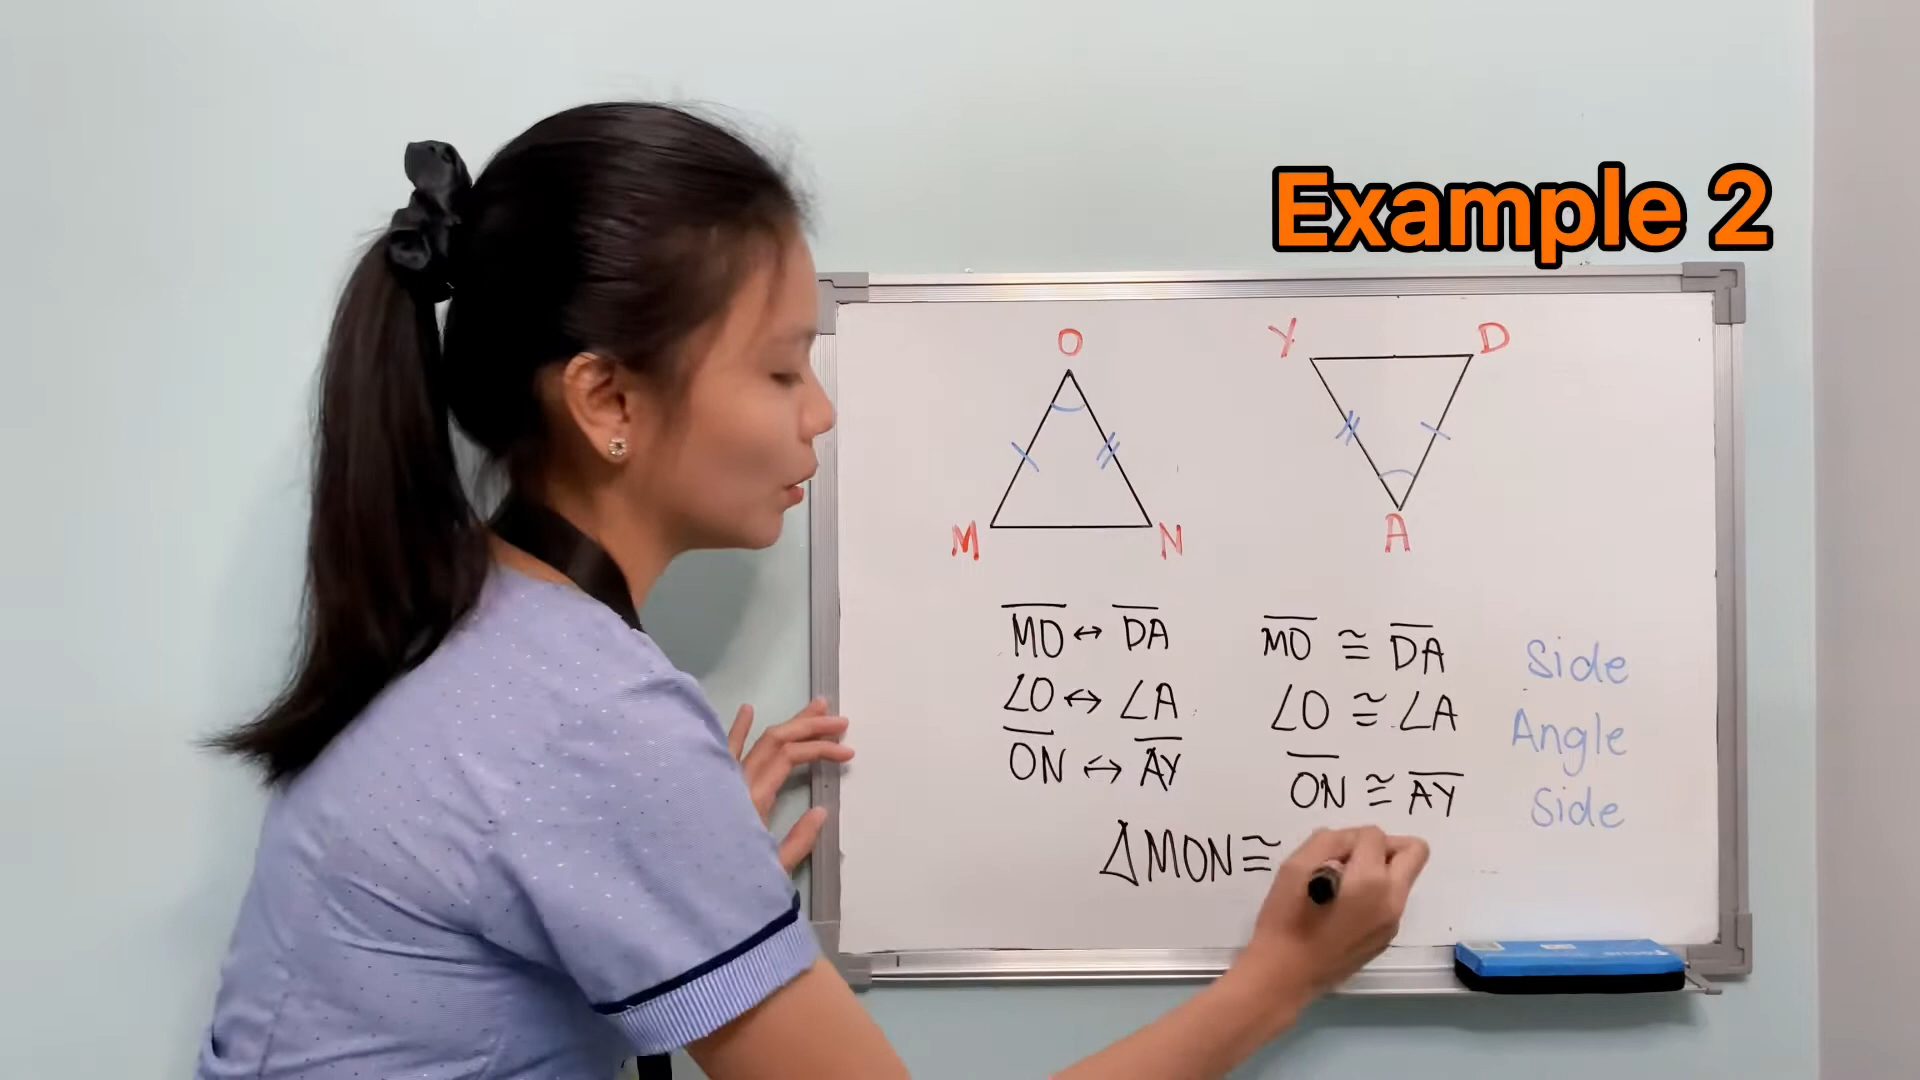 Example 2
O
Y D
M N
A
MO ↔ DA MO ≅ DA Side
∠O ↔ ∠A ∠O ≅ ∠A Angle
ON ↔ AY ON ≅ AY Side
△MON ≅